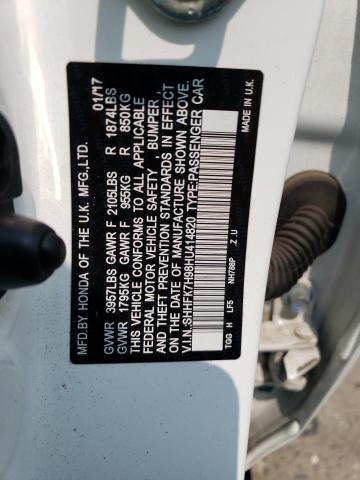 MFD.BY HONDA OF THE U.K. MFG.,LTD. 01/17
GVWR 3957LBS GAWR F 2105LBS R 1874LBS
GVWR 1795KG GAWR F 955KG R 850KG
THIS VEHICLE CONFORMS TO ALL APPLICABLE
FEDERAL MOTOR VEHICLE SAFETY , BUMPER ,
AND THEFT PREVENTION STANDARDS IN EFFECT
ON THE DATE OF MANUFACTURE SHOWN ABOVE.
V.I.N.:SHHFK7H98HU414820 TYPE:PASSENGER CAR
TGG H LF5 NH788P .Z.U MADE IN U.K.